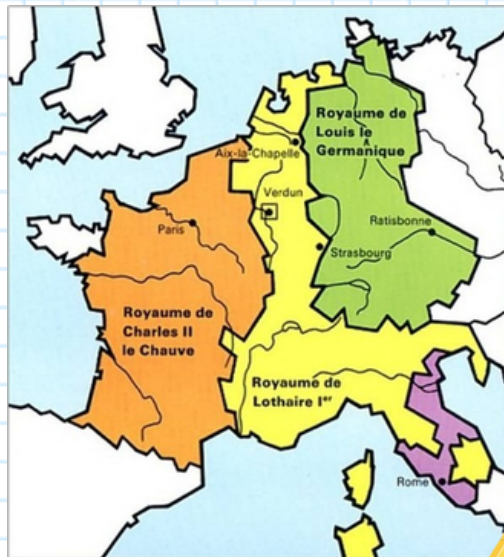 Royaume de
Louis le
Germanique
Aix-la-Chapelle
Verdun
Paris
Ratisbonne
Strasbourg
Royaume de
Charles II
le Chauve
Royaume de
Lothaire Iᵉʳ
Rome